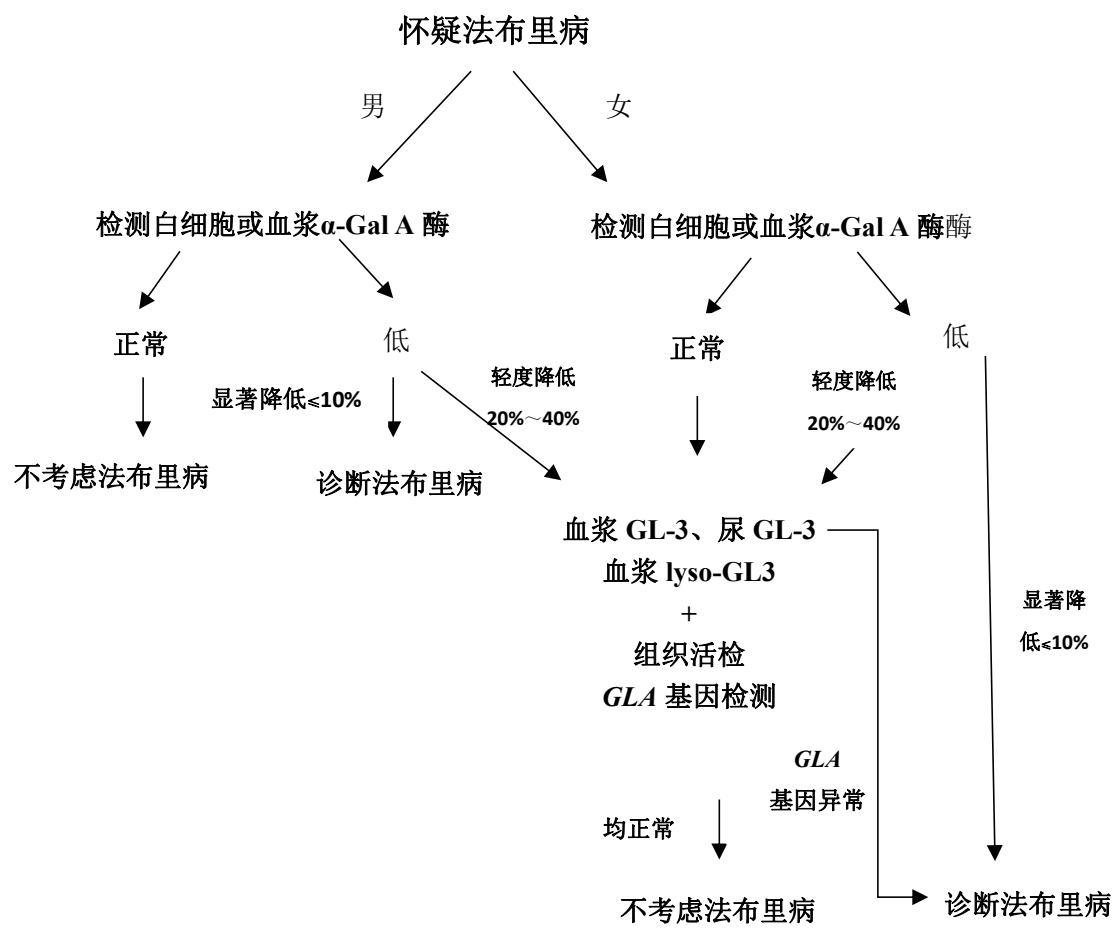 怀疑法布里病
男
女
检测白细胞或血浆α-Gal A 酶
检测白细胞或血浆α-Gal A 酶酶
正常
低
正常
低
显著降低≤10%
轻度降低
20%～40%
轻度降低
20%～40%
不考虑法布里病
诊断法布里病
血浆 GL-3、尿 GL-3
血浆 lyso-GL3
+
组织活检
GLA 基因检测
显著降
低≤10%
GLA
基因异常
均正常
不考虑法布里病
诊断法布里病